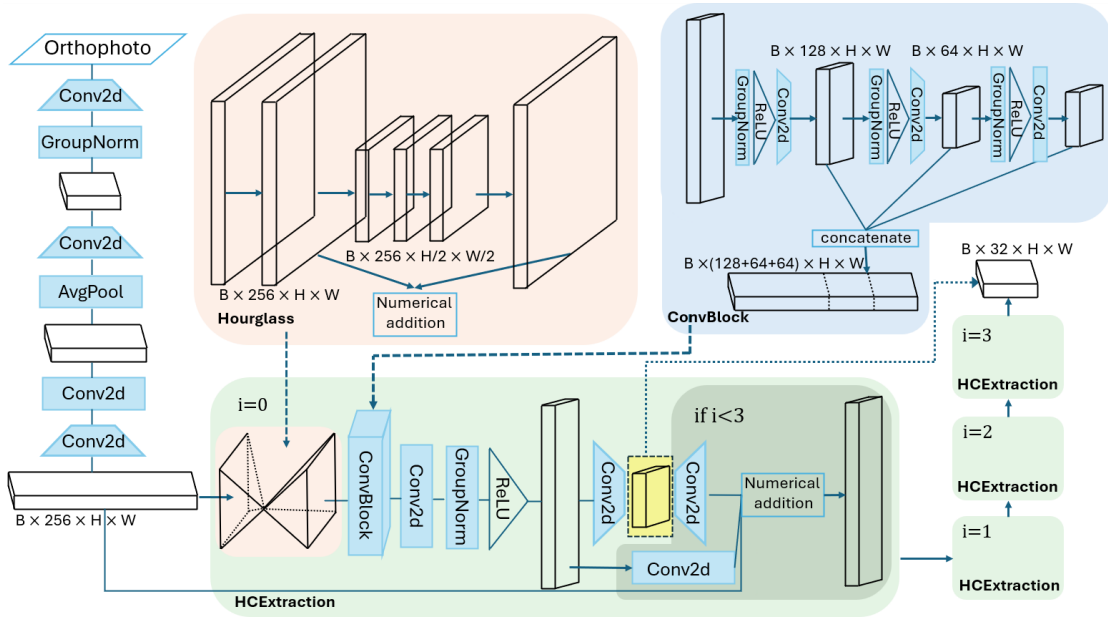 Orthophoto
Conv2d
GroupNorm
Conv2d
AvgPool
Conv2d
Conv2d
B × 256 × H × W
B × 256 × H × W
B × 256 × H/2 × W/2
Numerical
addition
Hourglass
B × 128 × H × W
B × 64 × H × W
GroupNorm
ReLU
Conv2d
GroupNorm
ReLU
Conv2d
GroupNorm
ReLU
Conv2d
concatenate
B ×(128+64+64) × H × W
ConvBlock
i=0
ConvBlock
Conv2d
GroupNorm
ReLU
Conv2d
Conv2d
if i<3
Numerical
addition
Conv2d
HCExtraction
B × 32 × H × W
i=3
HCExtraction
i=2
HCExtraction
i=1
HCExtraction